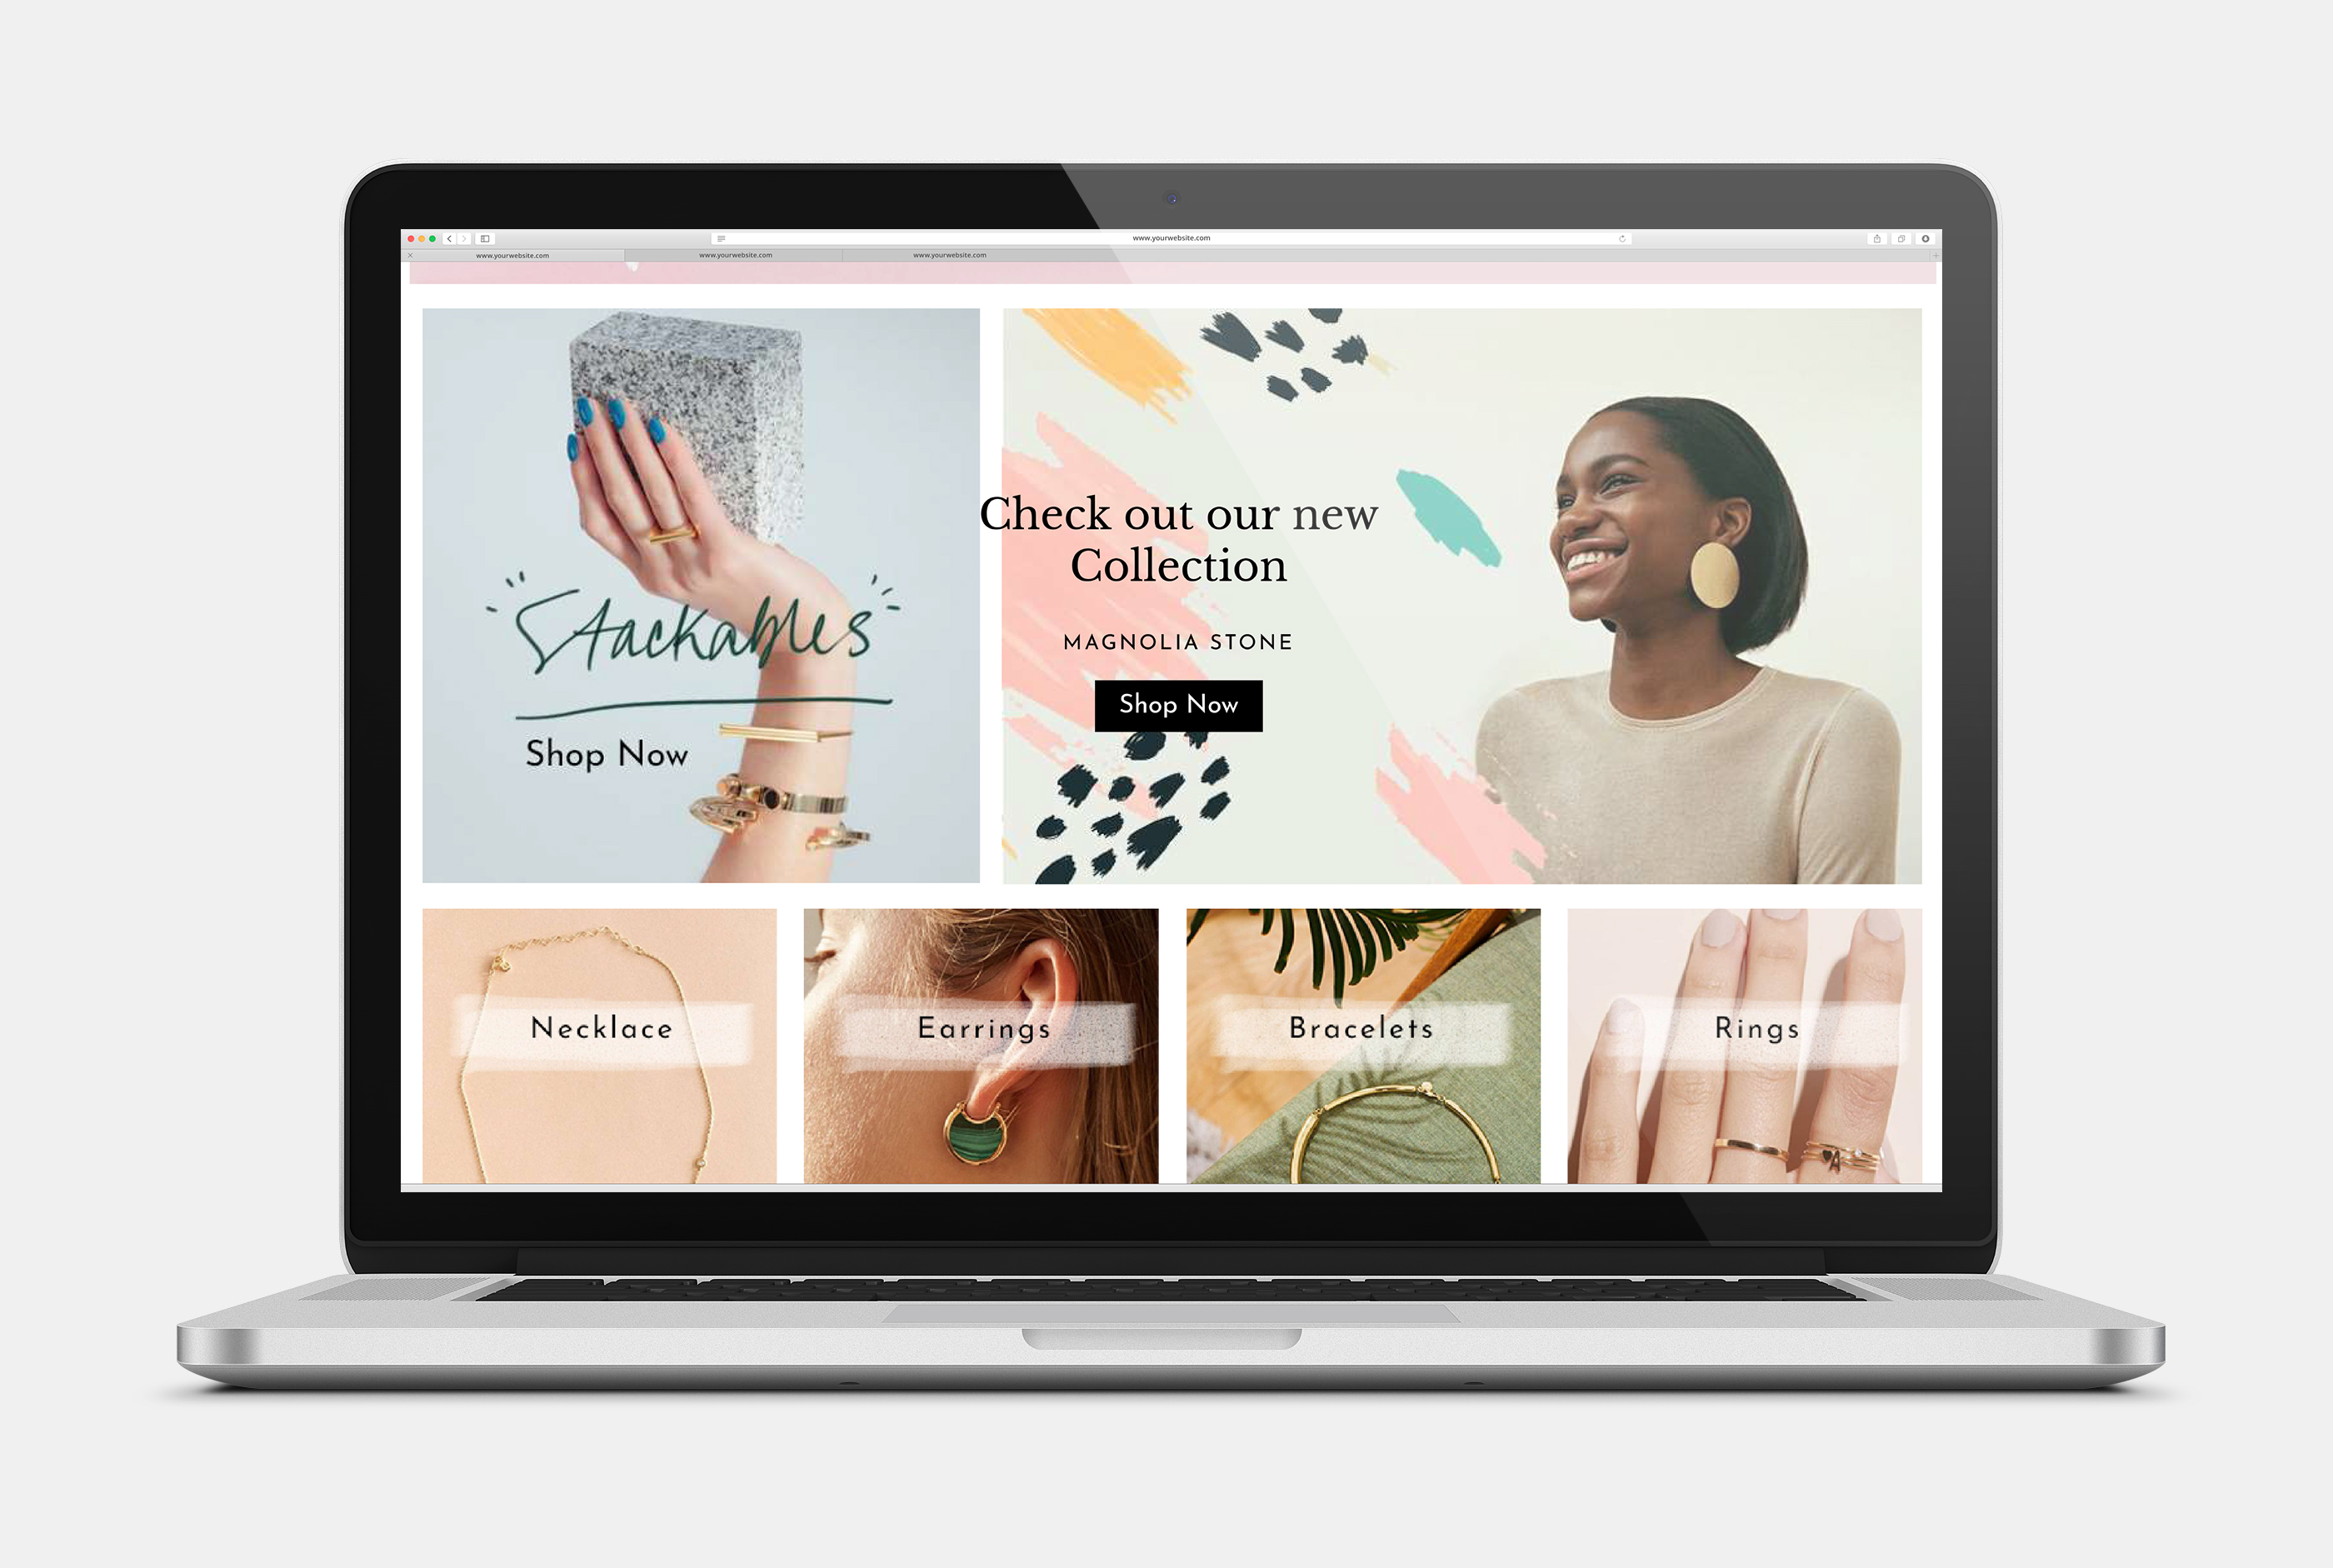 www.yourwebsite.com
www.yourwebsite.com
www.yourwebsite.com
www.yourwebsite.com
Stackables
Shop Now
Check out our new
Collection
MAGNOLIA STONE
Shop Now
Necklace
Earrings
Bracelets
Rings
A